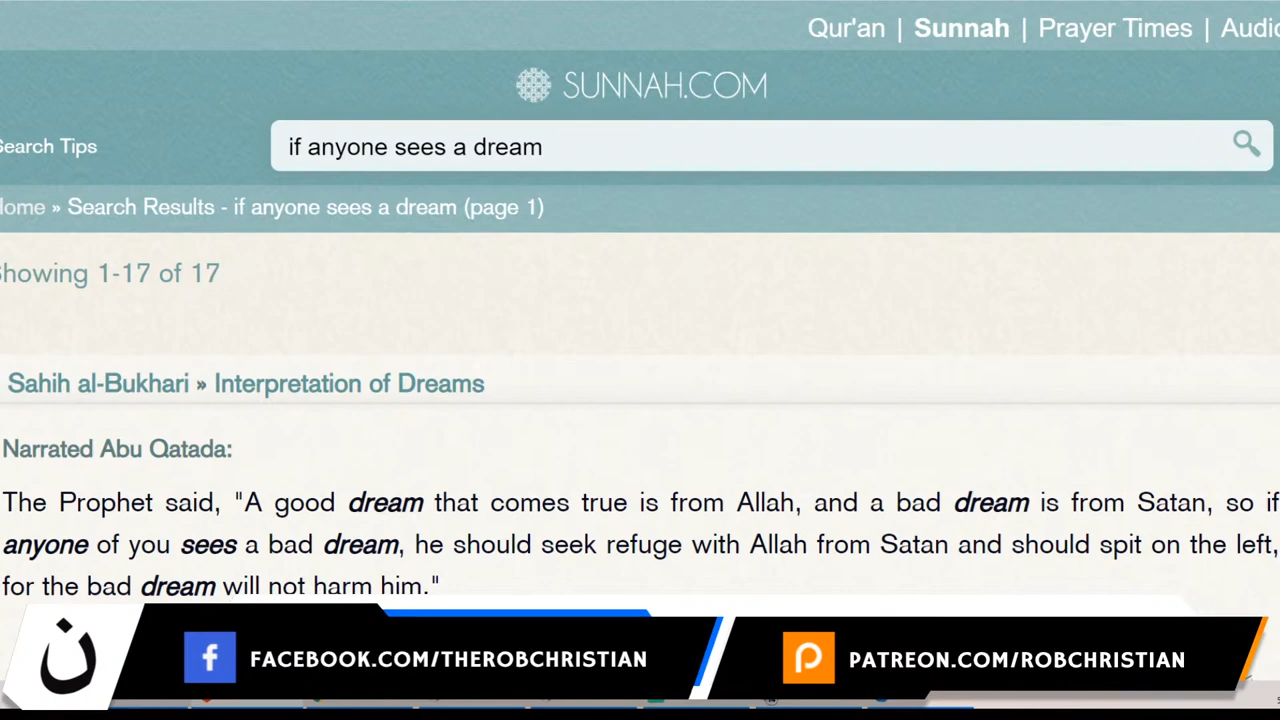 Qur'an | Sunnah | Prayer Times | Audio
SUNNAH.COM
Search Tips
if anyone sees a dream
Home » Search Results - if anyone sees a dream (page 1)
Showing 1-17 of 17
Sahih al-Bukhari » Interpretation of Dreams
Narrated Abu Qatada:
The Prophet said, "A good dream that comes true is from Allah, and a bad dream is from Satan, so if
anyone of you sees a bad dream, he should seek refuge with Allah from Satan and should spit on the left,
for the bad dream will not harm him."
ن
f FACEBOOK.COM/THEROBCHRISTIAN
PATREON.COM/ROBCHRISTIAN